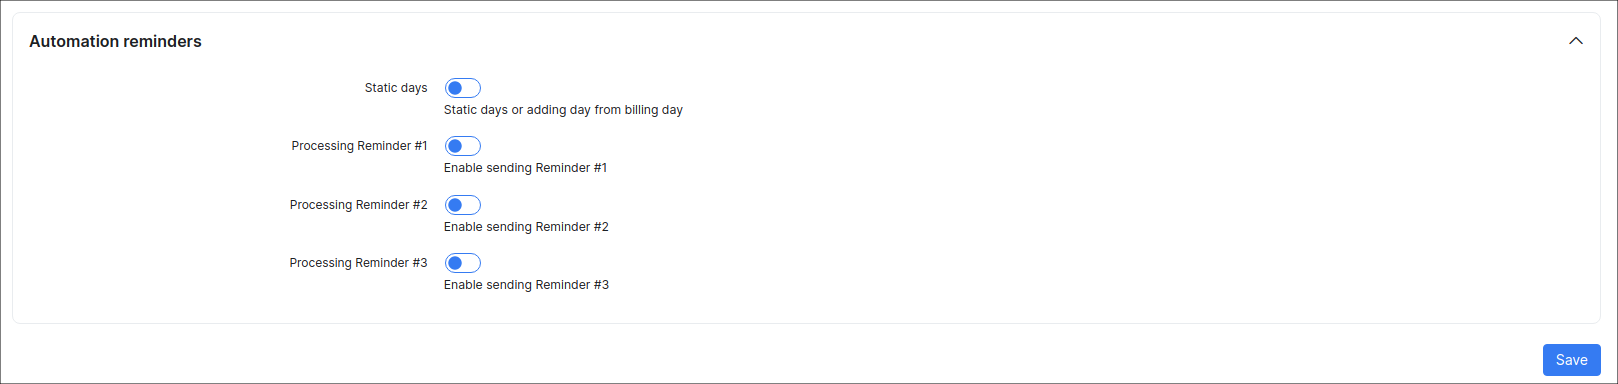 Automation reminders
Static days
Static days or adding day from billing day
Processing Reminder #1
Enable sending Reminder #1
Processing Reminder #2
Enable sending Reminder #2
Processing Reminder #3
Enable sending Reminder #3
Save